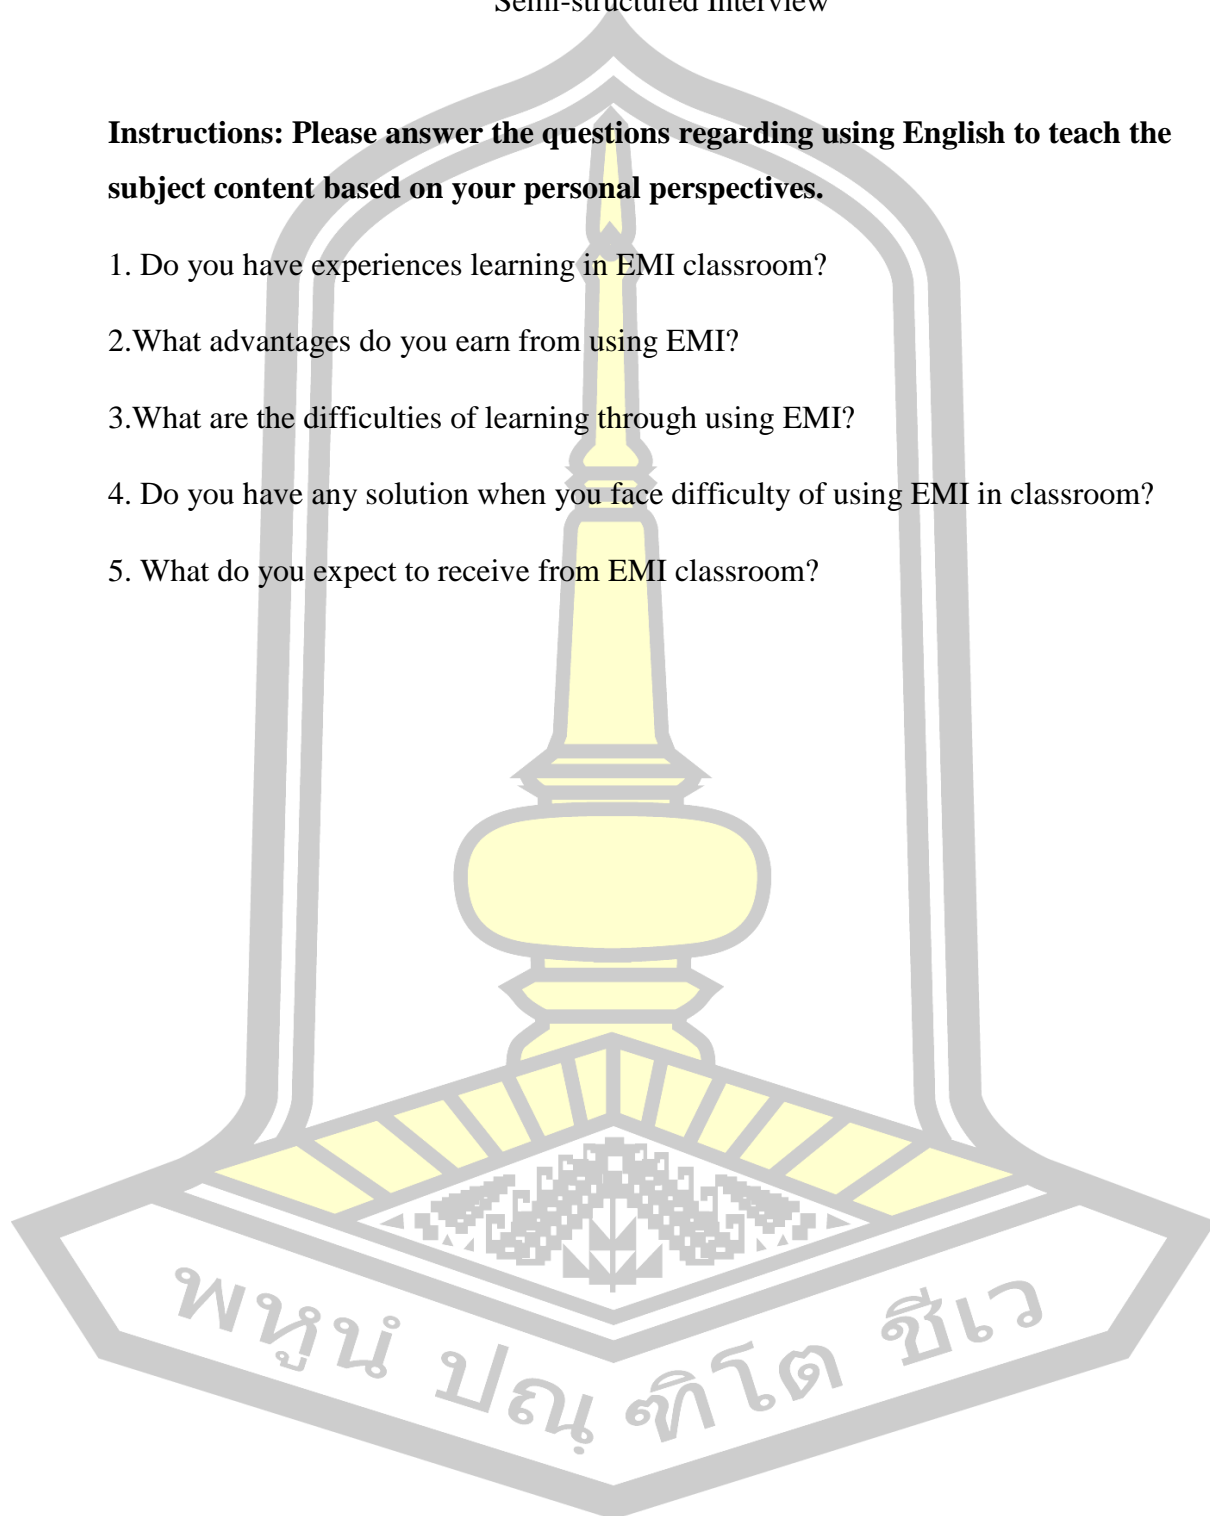 Semi-structured Interview
Instructions: Please answer the questions regarding using English to teach the
subject content based on your personal perspectives.
1. Do you have experiences learning in EMI classroom?
2.What advantages do you earn from using EMI?
3.What are the difficulties of learning through using EMI?
4. Do you have any solution when you face difficulty of using EMI in classroom?
5. What do you expect to receive from EMI classroom?
พหูนํ ปณฺฑิโต ชีเว